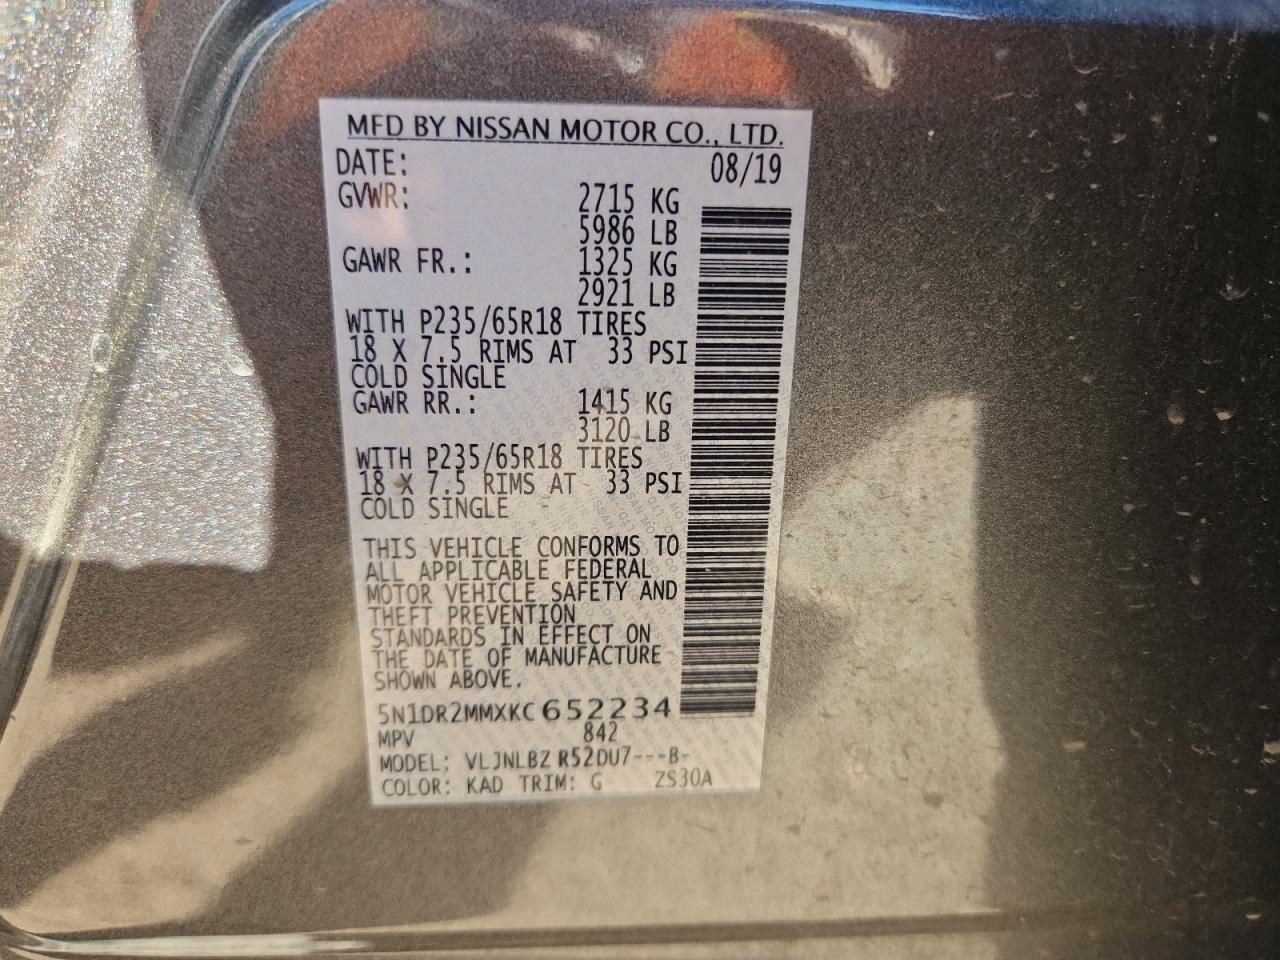 MFD BY NISSAN MOTOR CO., LTD.
DATE: 08/19
GVWR: 2715 KG
5986 LB
GAWR FR.: 1325 KG
2921 LB
WITH P235/65R18 TIRES
18 X 7.5 RIMS AT 33 PSI
COLD SINGLE
GAWR RR.: 1415 KG
3120 LB
WITH P235/65R18 TIRES
18 X 7.5 RIMS AT 33 PSI
COLD SINGLE
THIS VEHICLE CONFORMS TO
ALL APPLICABLE FEDERAL
MOTOR VEHICLE SAFETY AND
THEFT PREVENTION
STANDARDS IN EFFECT ON
THE DATE OF MANUFACTURE
SHOWN ABOVE.
5N1DR2MMXKC652234
MPV 842
MODEL: VLJNLBZ R52DU7---B-
COLOR: KAD TRIM: G ZS30A